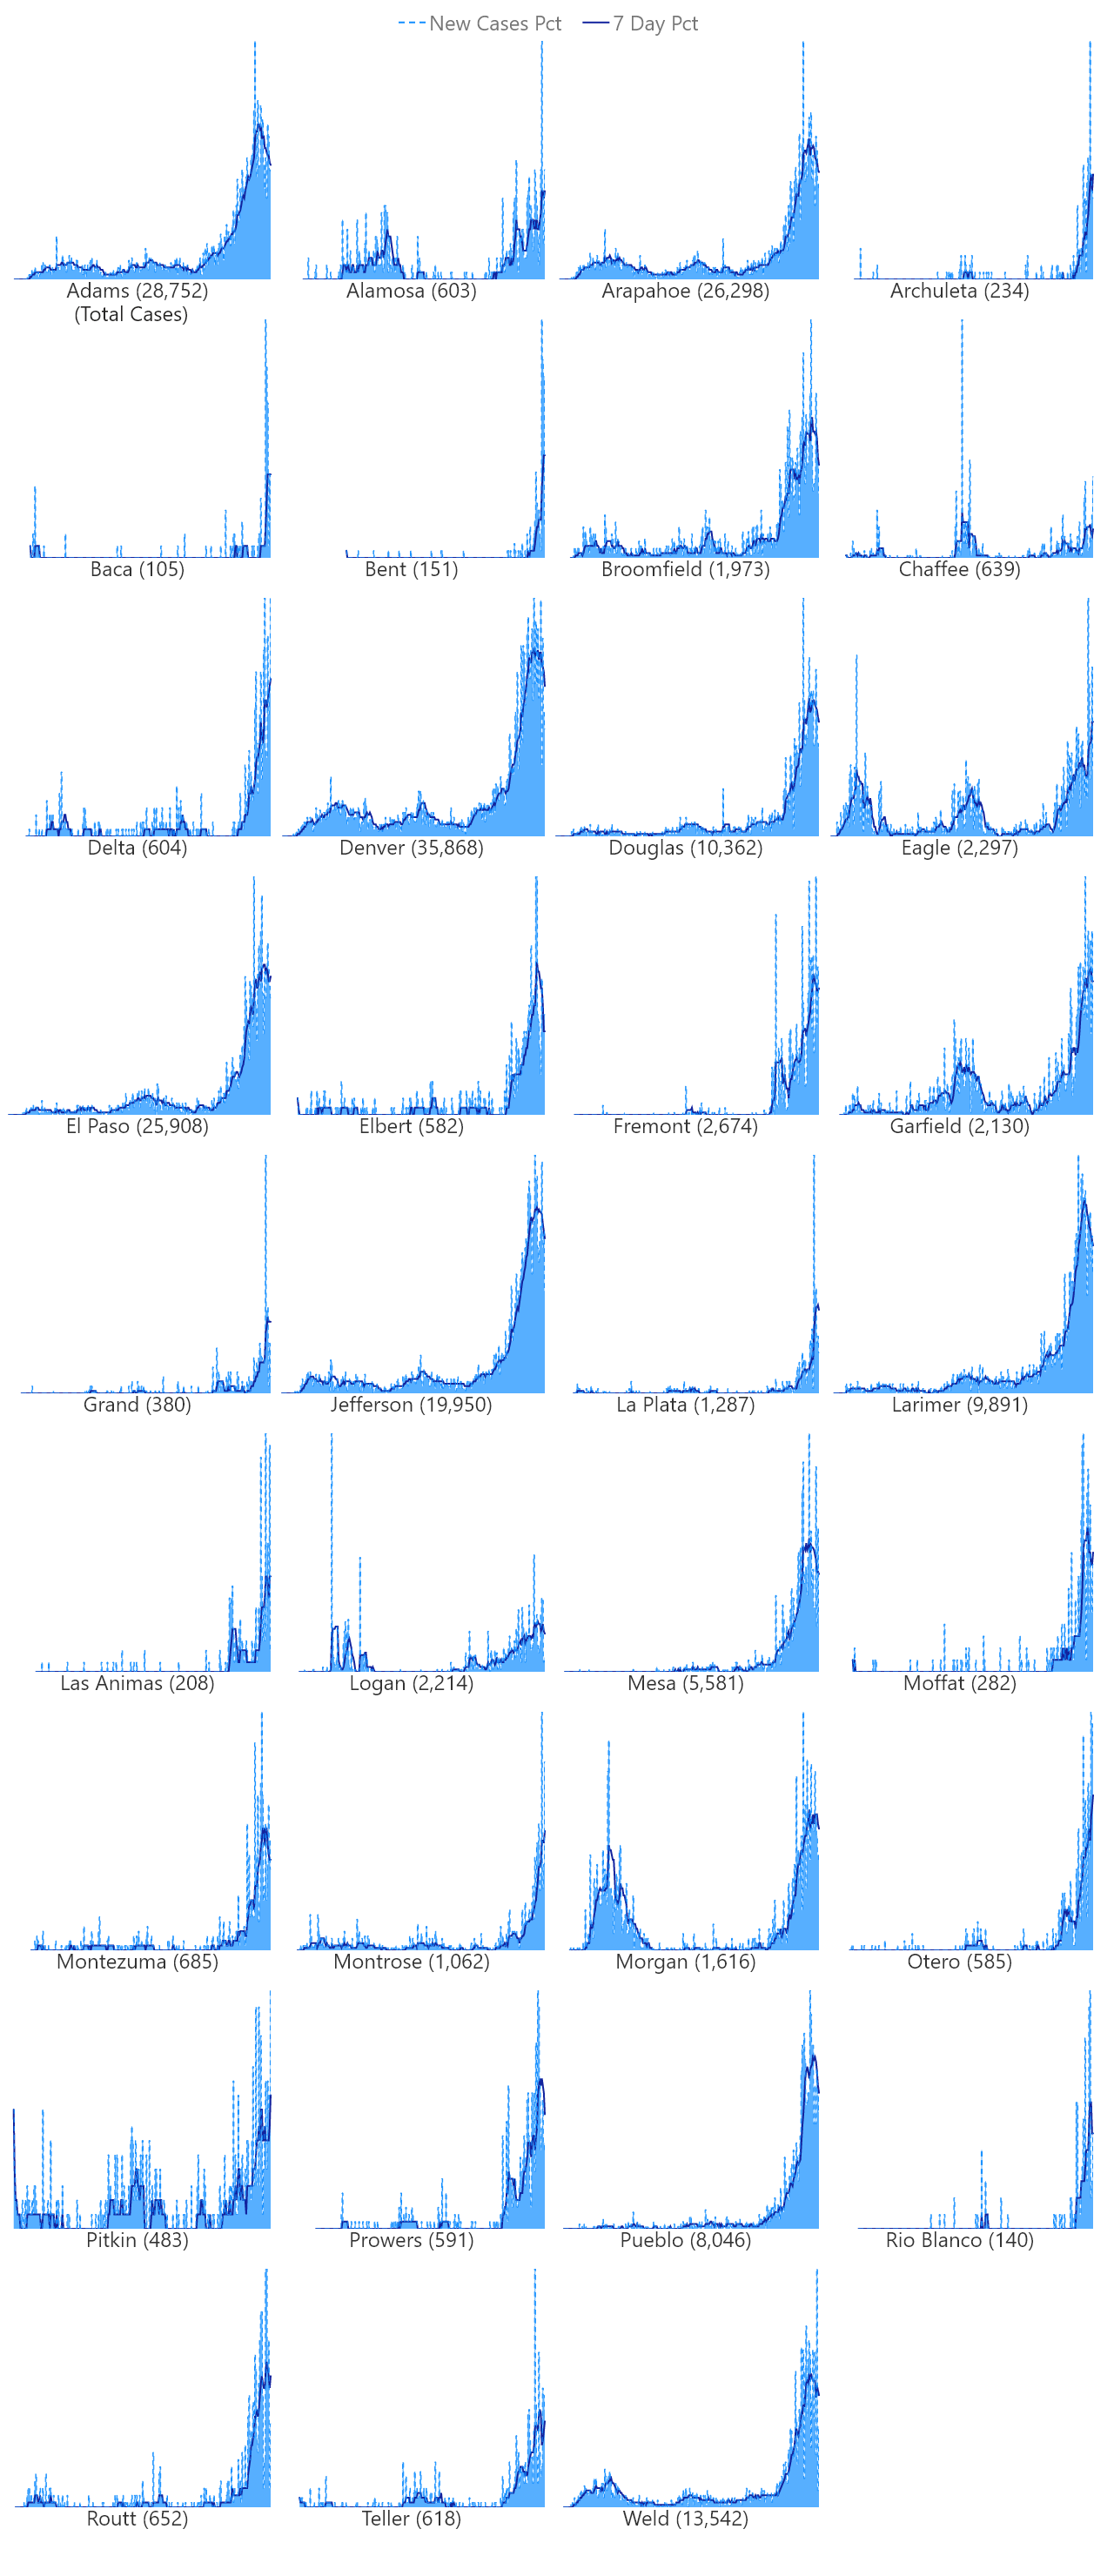 New Cases Pct 7 Day Pct
Adams (28,752) Alamosa (603) Arapahoe (26,298) Archuleta (234)
(Total Cases)
Baca (105) Bent (151) Broomfield (1,973) Chaffee (639)
Delta (604) Denver (35,868) Douglas (10,362) Eagle (2,297)
El Paso (25,908) Elbert (582) Fremont (2,674) Garfield (2,130)
Grand (380) Jefferson (19,950) La Plata (1,287) Larimer (9,891)
Las Animas (208) Logan (2,214) Mesa (5,581) Moffat (282)
Montezuma (685) Montrose (1,062) Morgan (1,616) Otero (585)
Pitkin (483) Prowers (591) Pueblo (8,046) Rio Blanco (140)
Routt (652) Teller (618) Weld (13,542)